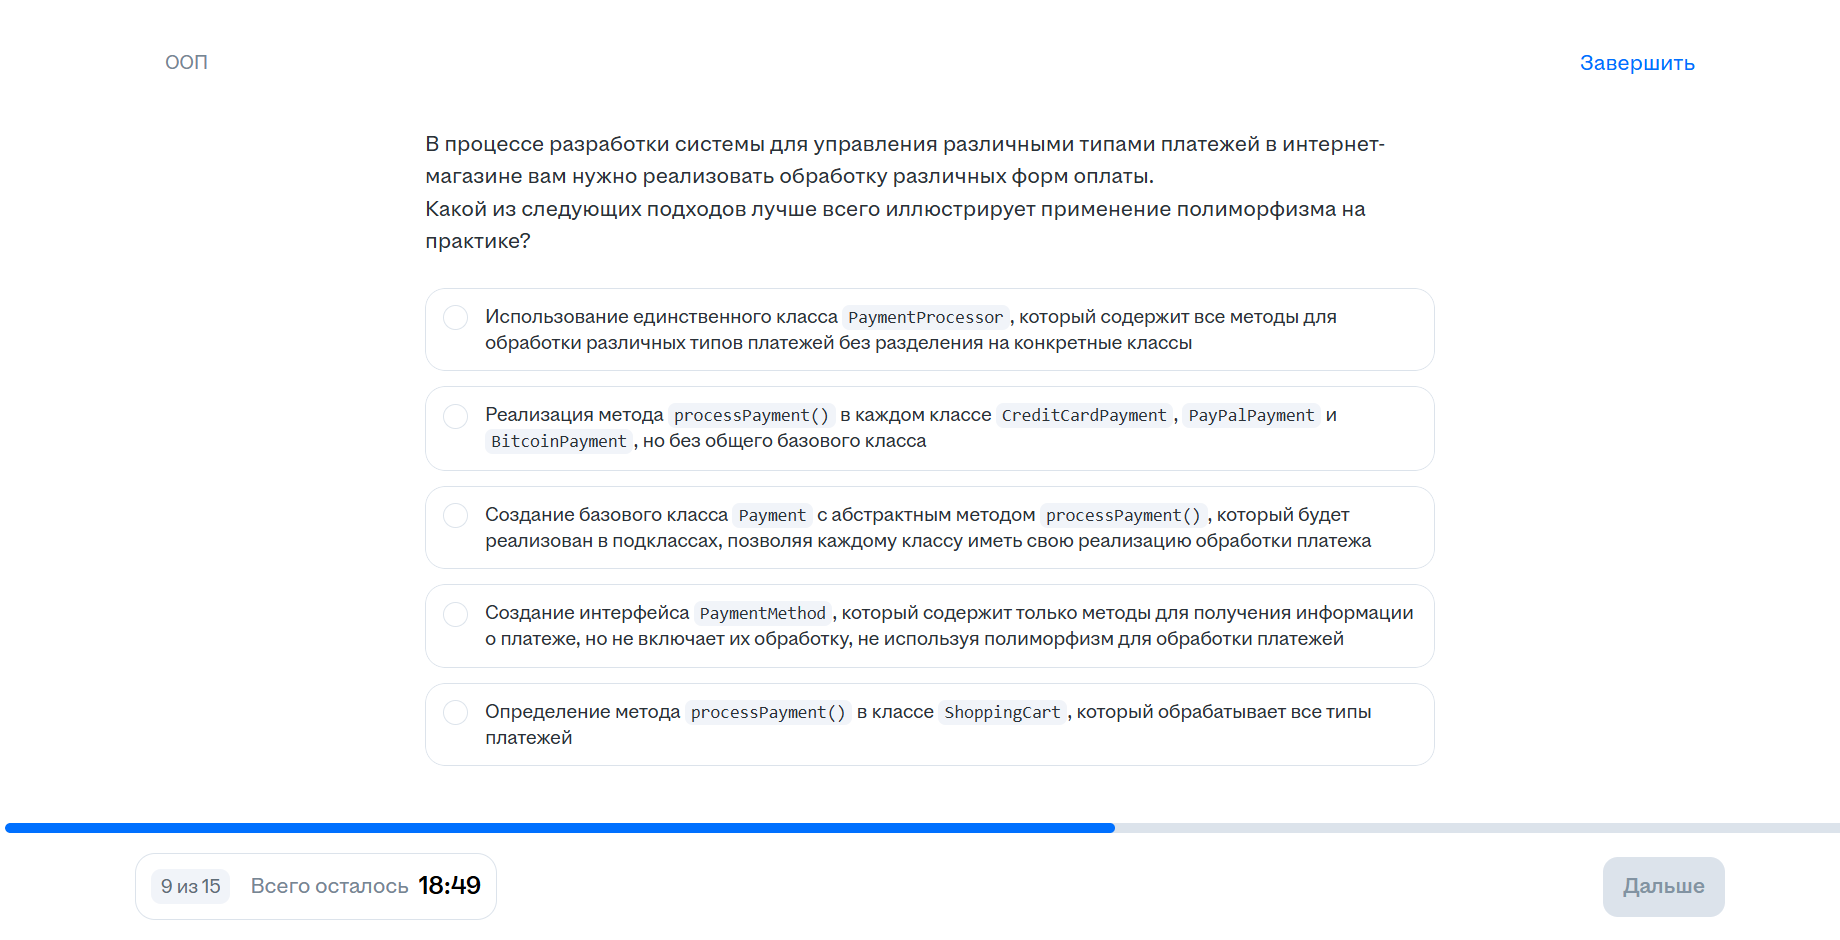 ООП
Завершить
В процессе разработки системы для управления различными типами платежей в интернет-
магазине вам нужно реализовать обработку различных форм оплаты.
Какой из следующих подходов лучше всего иллюстрирует применение полиморфизма на
практике?
Использование единственного класса PaymentProcessor, который содержит все методы для
обработки различных типов платежей без разделения на конкретные классы
Реализация метода processPayment() в каждом классе CreditCardPayment, PayPalPayment и
BitcoinPayment, но без общего базового класса
Создание базового класса Payment с абстрактным методом processPayment(), который будет
реализован в подклассах, позволяя каждому классу иметь свою реализацию обработки платежа
Создание интерфейса PaymentMethod, который содержит только методы для получения информации
о платеже, но не включает их обработку, не используя полиморфизм для обработки платежей
Определение метода processPayment() в классе ShoppingCart, который обрабатывает все типы
платежей
9 из 15 Всего осталось 18:49
Дальше